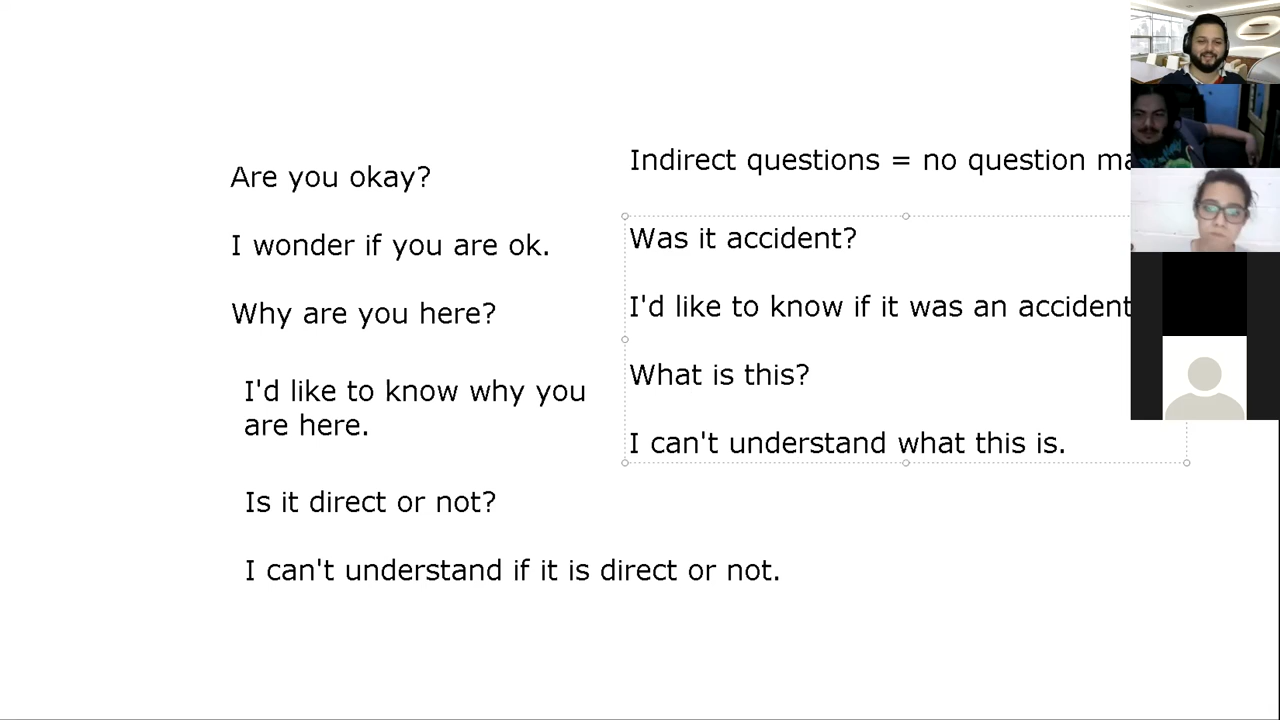 Are you okay?
I wonder if you are ok.
Why are you here?
I'd like to know why you
are here.
Is it direct or not?
I can't understand if it is direct or not.
Indirect questions = no question
Was it accident?
I'd like to know if it was an accident
What is this?
I can't understand what this is.